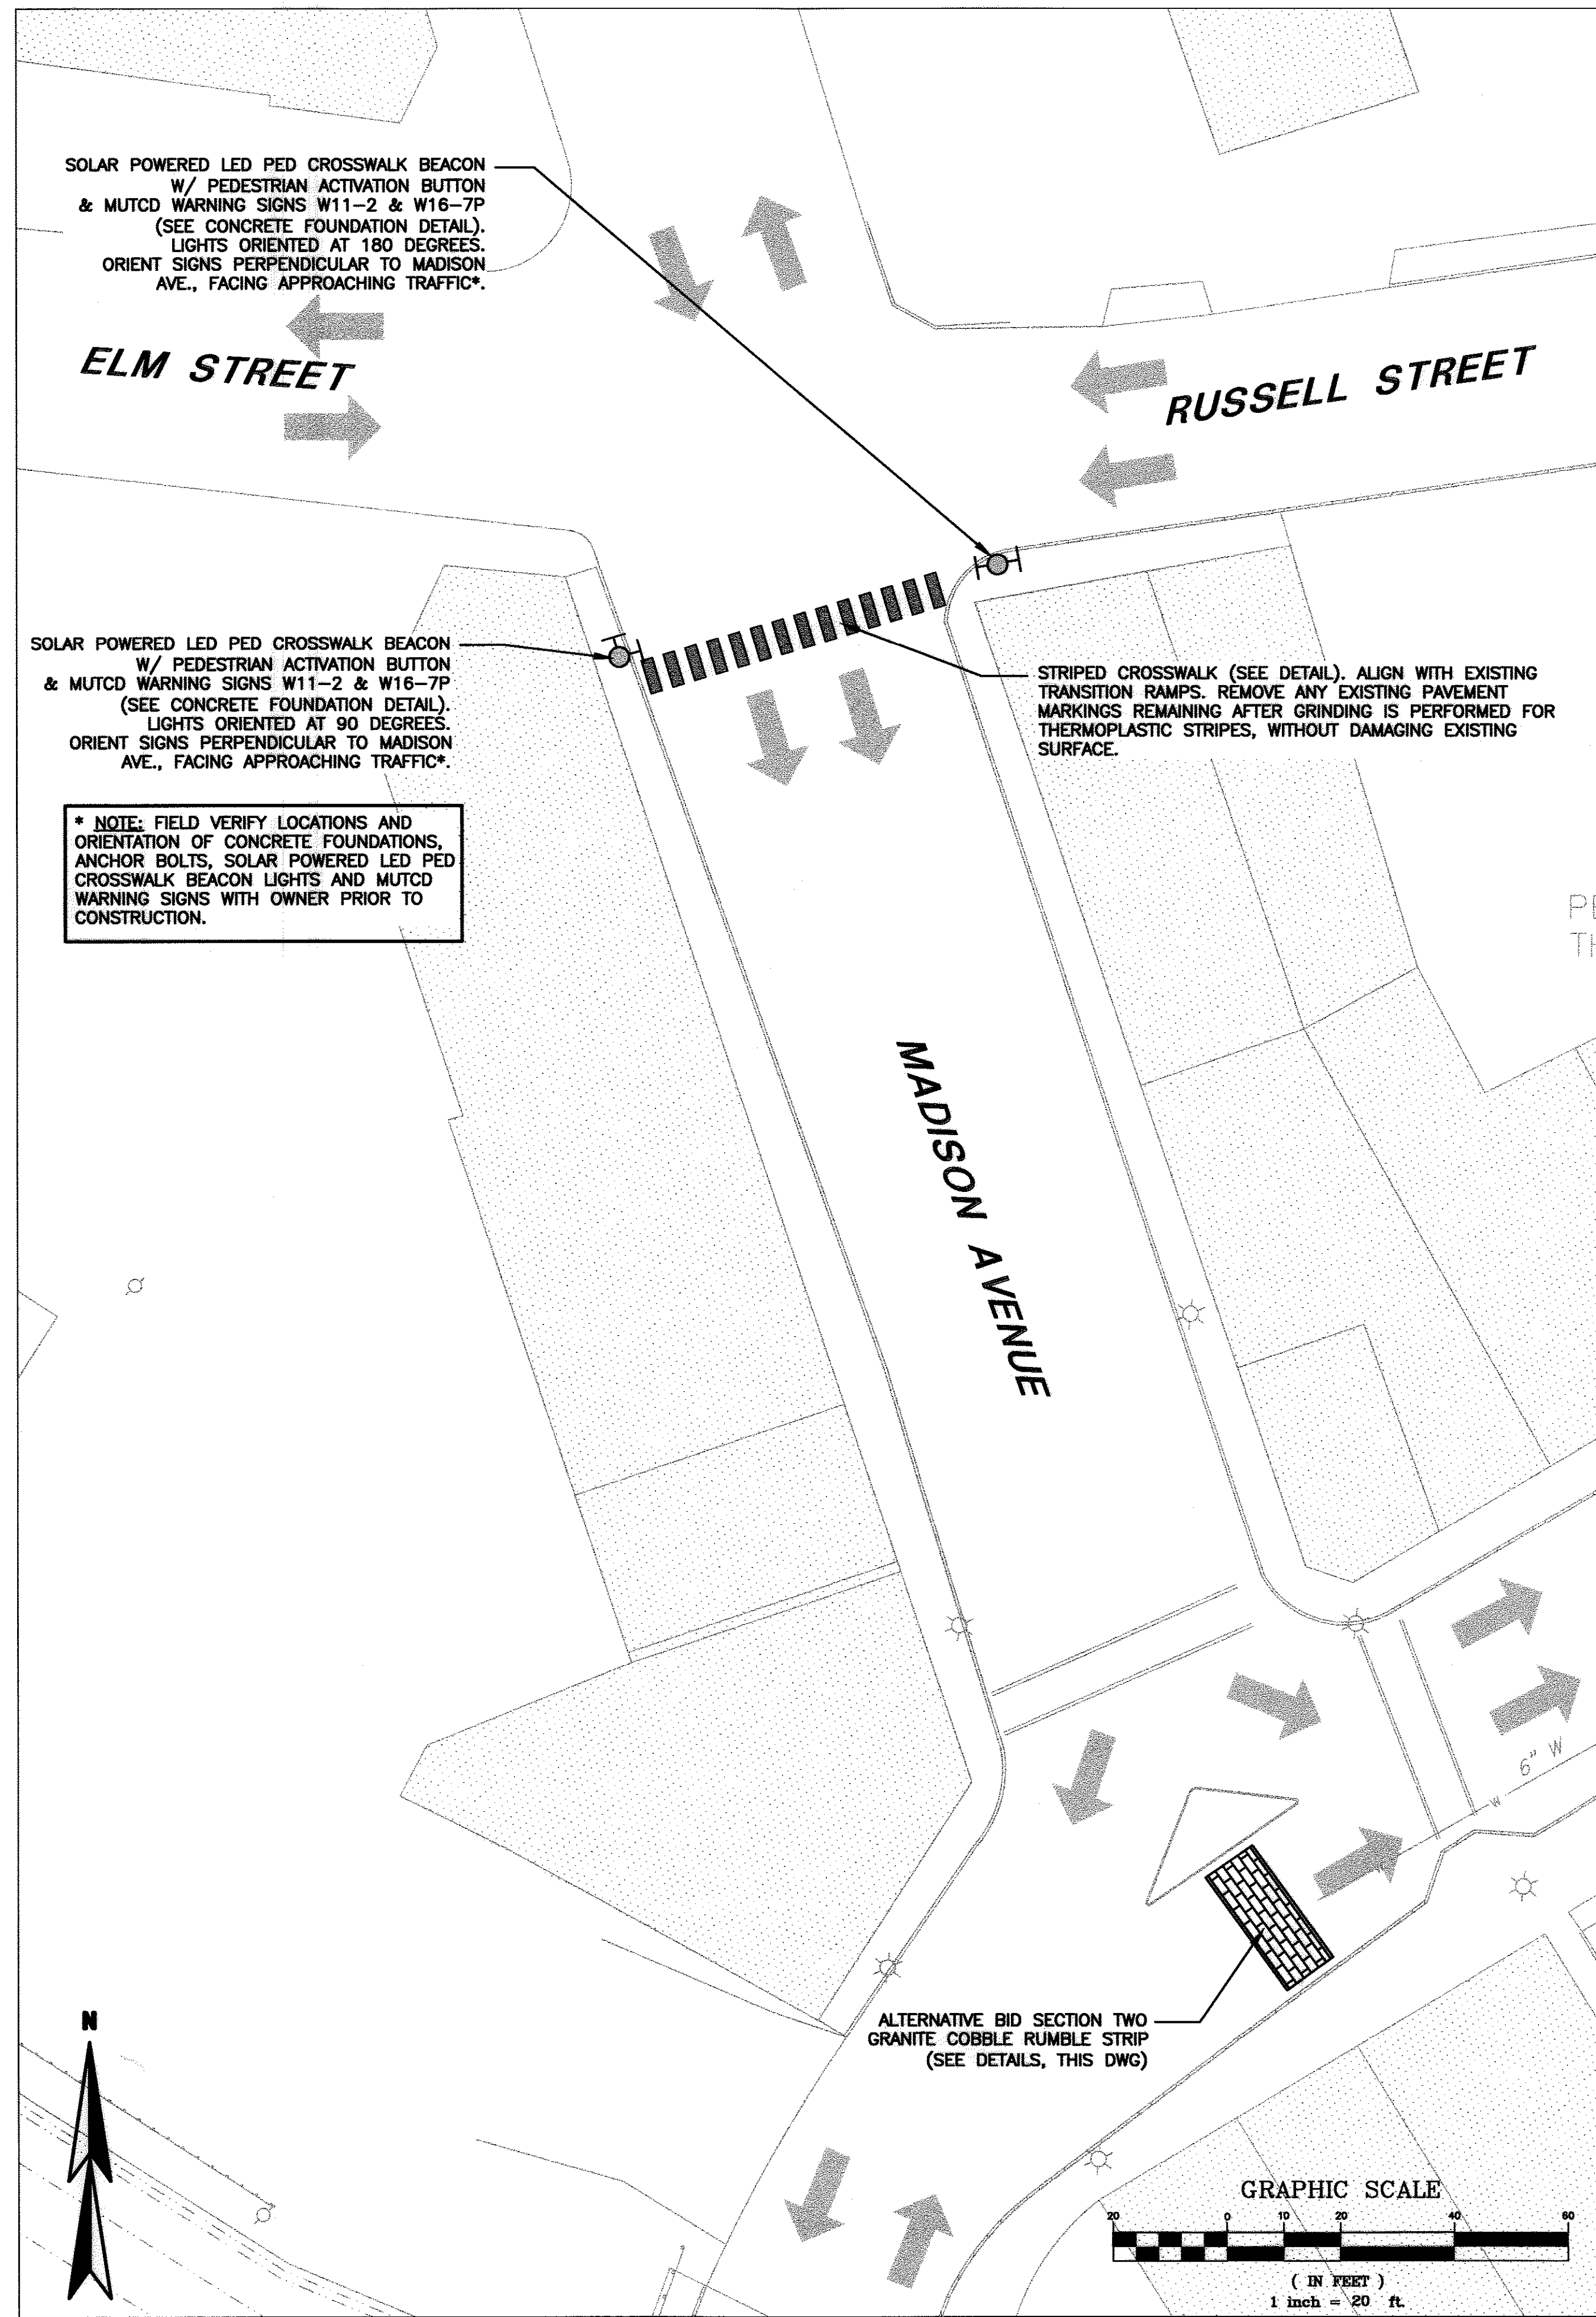 SOLAR POWERED LED PED CROSSWALK BEACON
W/ PEDESTRIAN ACTIVATION BUTTON
& MUTCD WARNING SIGNS W11-2 & W16-7P
(SEE CONCRETE FOUNDATION DETAIL).
LIGHTS ORIENTED AT 180 DEGREES.
ORIENT SIGNS PERPENDICULAR TO MADISON
AVE., FACING APPROACHING TRAFFIC*.
ELM STREET
RUSSELL STREET
SOLAR POWERED LED PED CROSSWALK BEACON
W/ PEDESTRIAN ACTIVATION BUTTON
& MUTCD WARNING SIGNS W11-2 & W16-7P
(SEE CONCRETE FOUNDATION DETAIL).
LIGHTS ORIENTED AT 90 DEGREES.
ORIENT SIGNS PERPENDICULAR TO MADISON
AVE., FACING APPROACHING TRAFFIC*.
STRIPED CROSSWALK (SEE DETAIL). ALIGN WITH EXISTING
TRANSITION RAMPS. REMOVE ANY EXISTING PAVEMENT
MARKINGS REMAINING AFTER GRINDING IS PERFORMED FOR
THERMOPLASTIC STRIPES, WITHOUT DAMAGING EXISTING
SURFACE.
* NOTE: FIELD VERIFY LOCATIONS AND
ORIENTATION OF CONCRETE FOUNDATIONS,
ANCHOR BOLTS, SOLAR POWERED LED PED
CROSSWALK BEACON LIGHTS AND MUTCD
WARNING SIGNS WITH OWNER PRIOR TO
CONSTRUCTION.
MADISON AVENUE
6" W
W
ALTERNATIVE BID SECTION TWO
GRANITE COBBLE RUMBLE STRIP
(SEE DETAILS, THIS DWG)
N
GRAPHIC SCALE
20 0 10 20 40 60
( IN FEET )
1 inch = 20 ft.